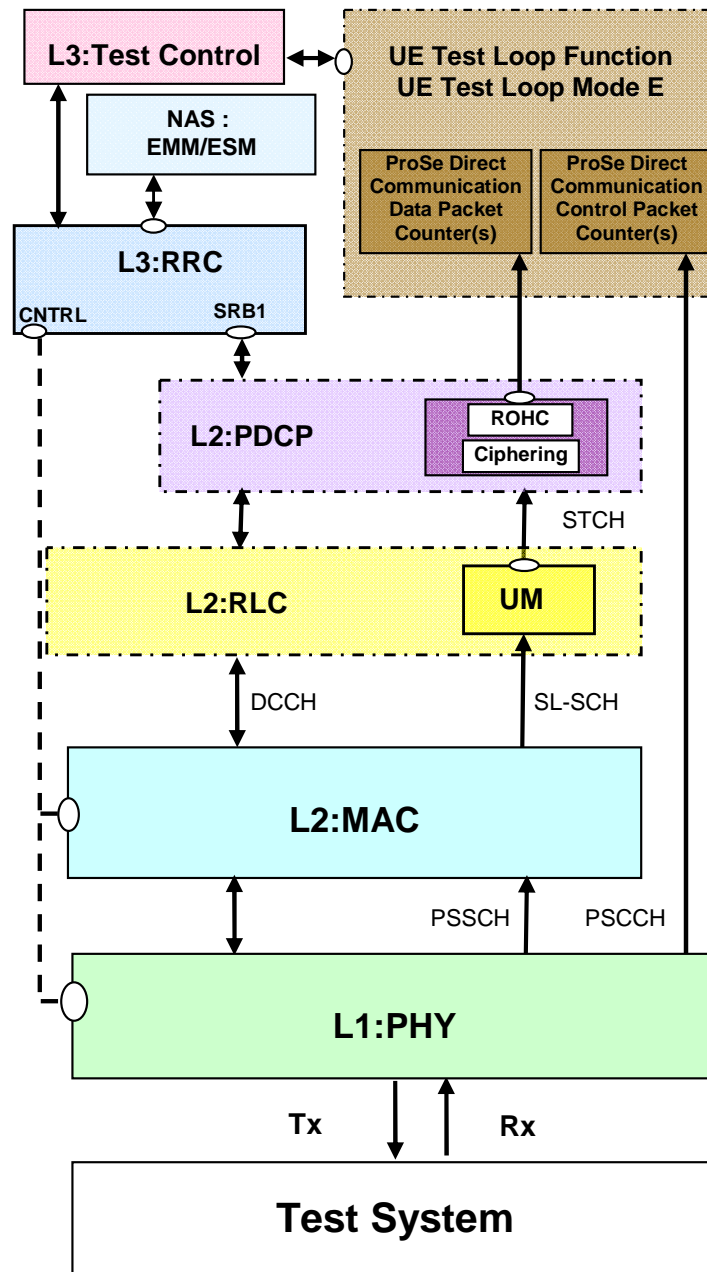 L3:Test Control
UE Test Loop Function
UE Test Loop Mode E
NAS :
EMM/ESM
ProSe Direct
Communication
Data Packet
Counter(s)
ProSe Direct
Communication
Control Packet
Counter(s)
L3:RRC
CNTRL
SRB1
L2:PDCP
ROHC
Ciphering
STCH
L2:RLC
UM
DCCH
SL-SCH
L2:MAC
PSSCH
PSCCH
L1:PHY
Tx
Rx
Test System